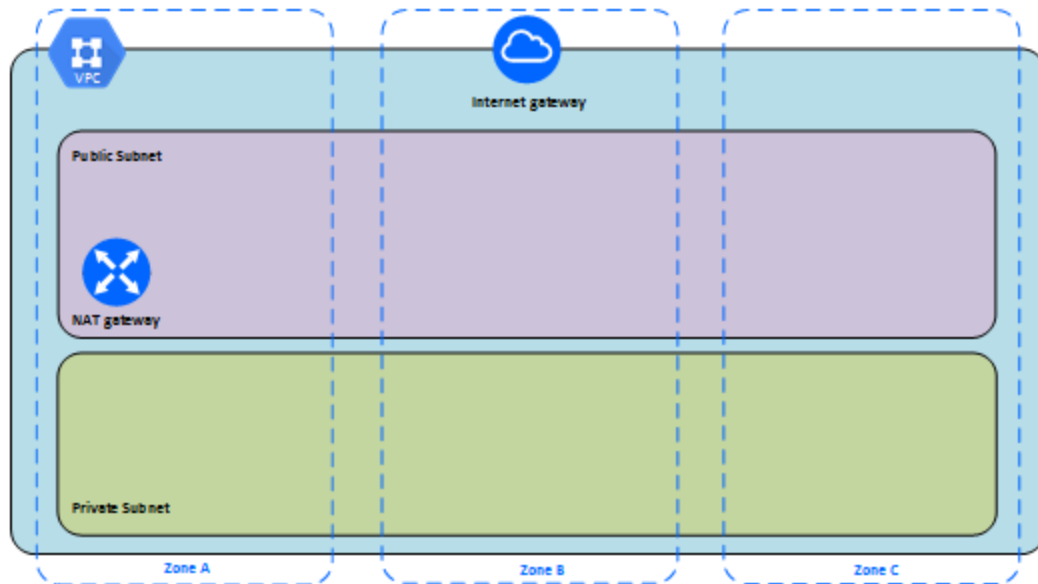 VPC
Internet gateway
Public Subnet
NAT gateway
Private Subnet
Zone A
Zone B
Zone C